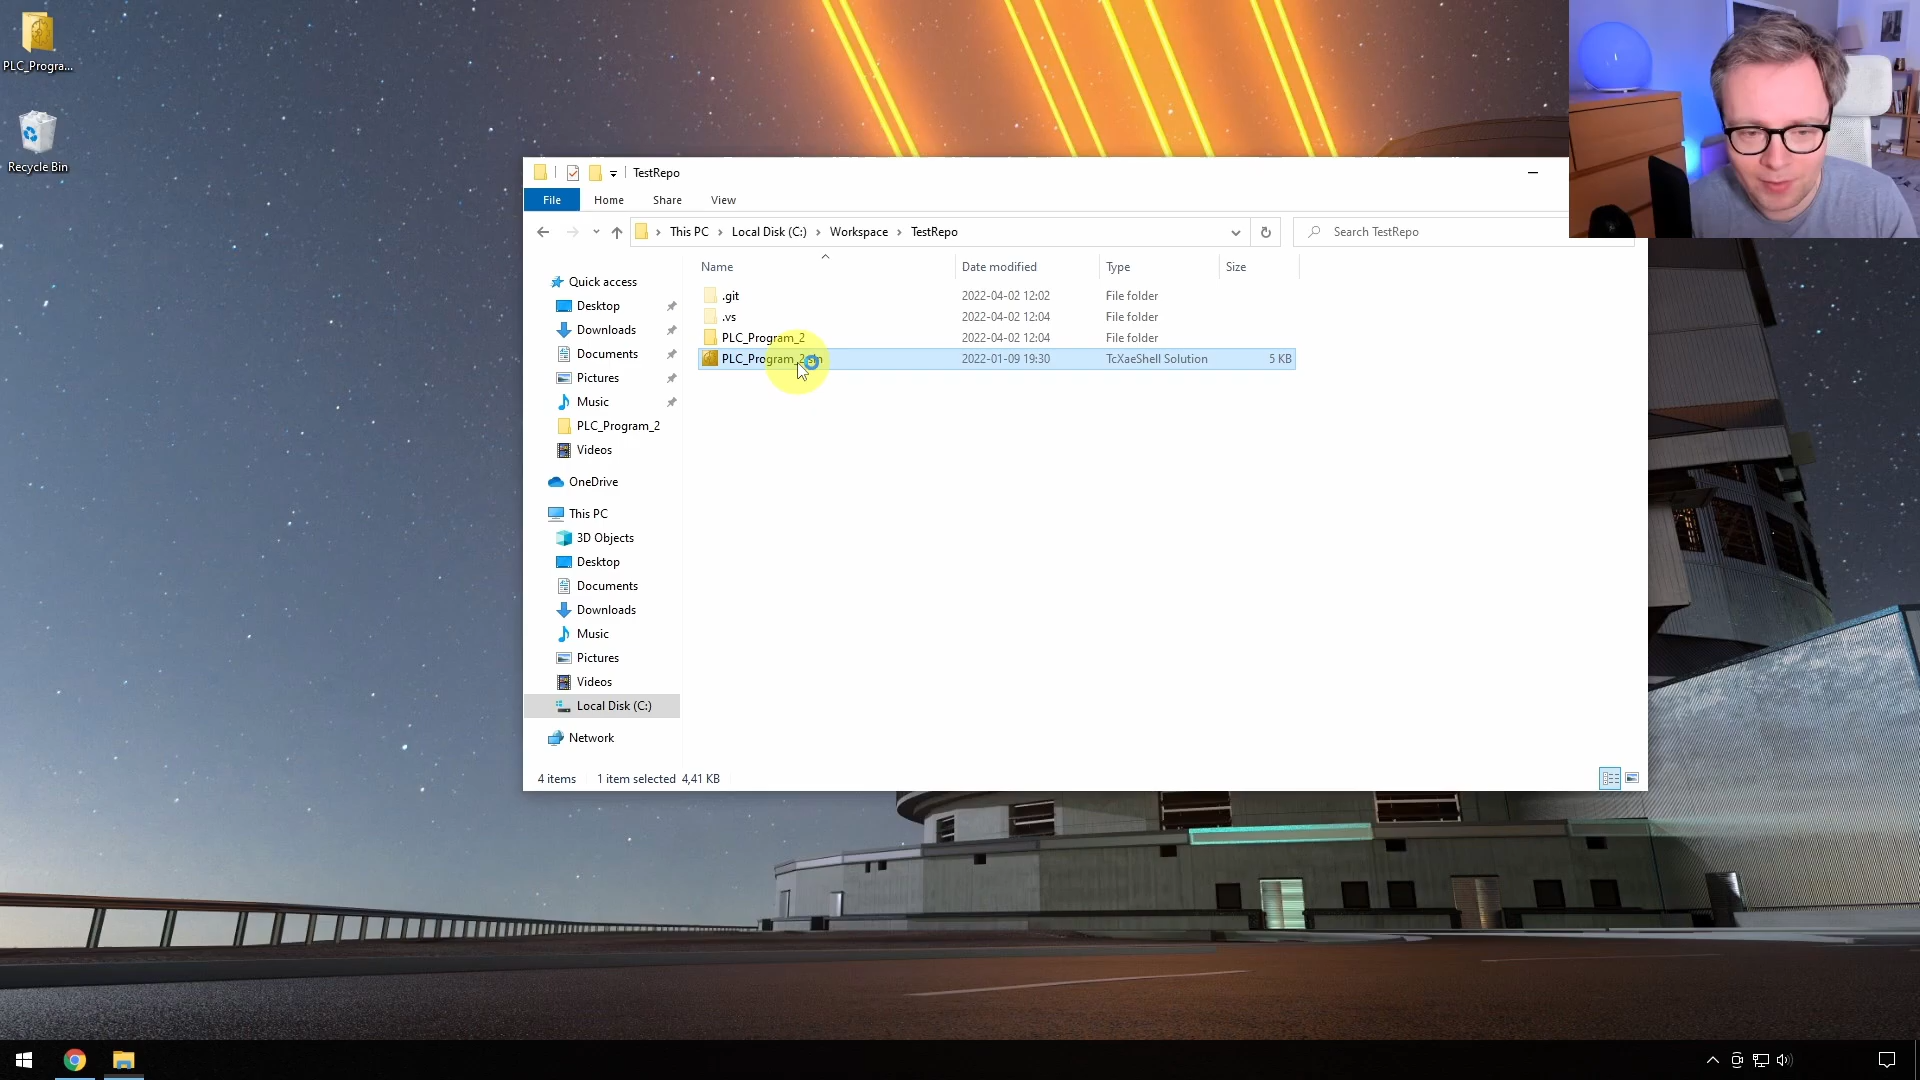 PLC_Progra...
Recycle Bin
TestRepo
File
Home
Share
View
This PC
Local Disk (C:)
Workspace
TestRepo
Search TestRepo
Name
Date modified
Type
Size
.git
2022-04-02 12:02
File folder
.vs
2022-04-02 12:04
File folder
PLC_Program_2
2022-04-02 12:04
File folder
PLC_Program_2.sln
2022-01-09 19:30
TcXaeShell Solution
5 KB
Quick access
Desktop
Downloads
Documents
Pictures
Music
PLC_Program_2
Videos
OneDrive
This PC
3D Objects
Desktop
Documents
Downloads
Music
Pictures
Videos
Local Disk (C:)
Network
4 items
1 item selected
4,41 KB